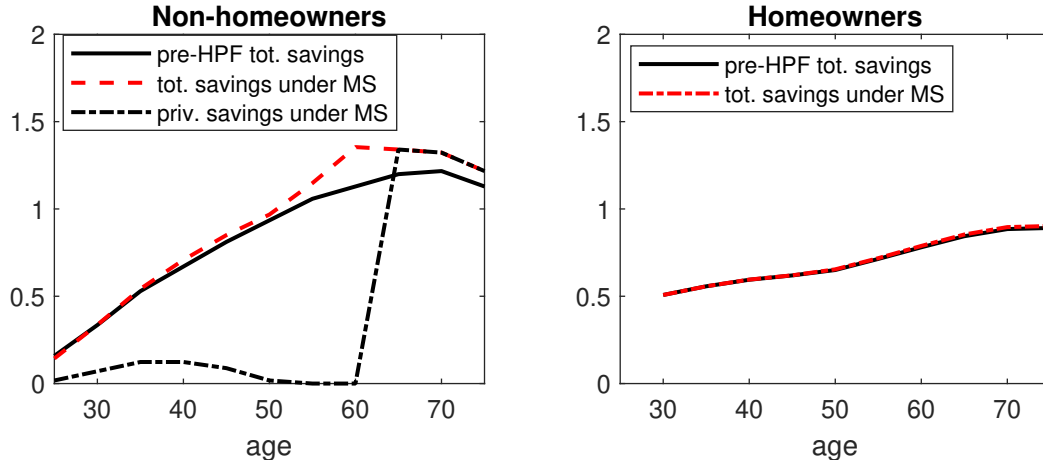 Non-homeowners
2
1.5
1
0.5
0
pre-HPF tot. savings
tot. savings under MS
priv. savings under MS
30 40 50 60 70
age
Homeowners
2
1.5
1
0.5
0
pre-HPF tot. savings
tot. savings under MS
30 40 50 60 70
age